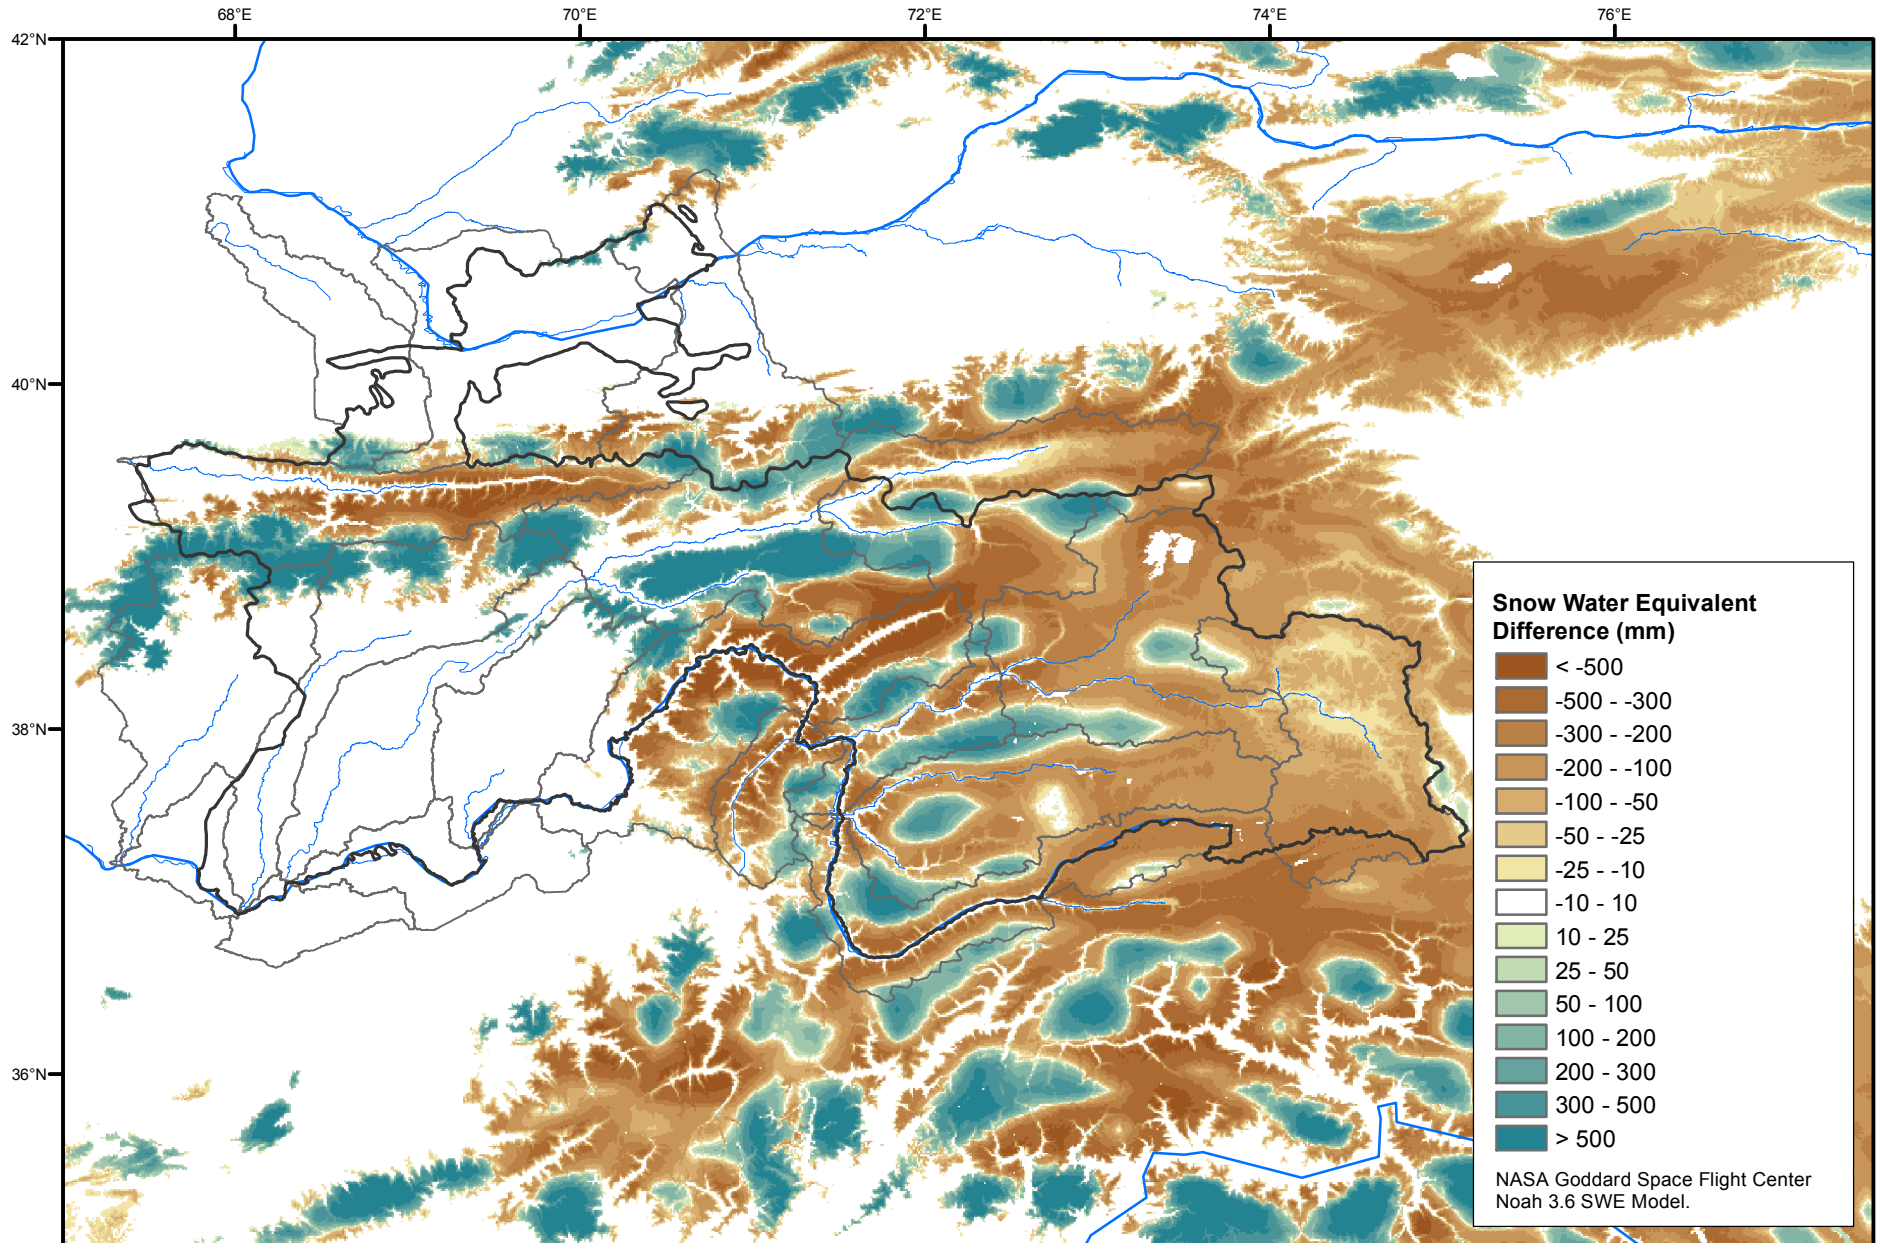 68°E 70°E 72°E 74°E 76°E
42°N
40°N
38°N
36°N
Snow Water Equivalent
Difference (mm)
< -500
-500 - -300
-300 - -200
-200 - -100
-100 - -50
-50 - -25
-25 - -10
-10 - 10
10 - 25
25 - 50
50 - 100
100 - 200
200 - 300
300 - 500
> 500
NASA Goddard Space Flight Center
Noah 3.6 SWE Model.